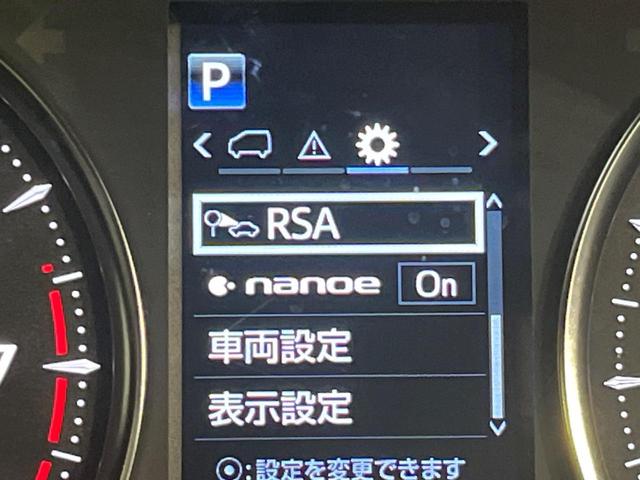 P
RSA
nanoe On
車両設定
表示設定
◉:設定を変更できます